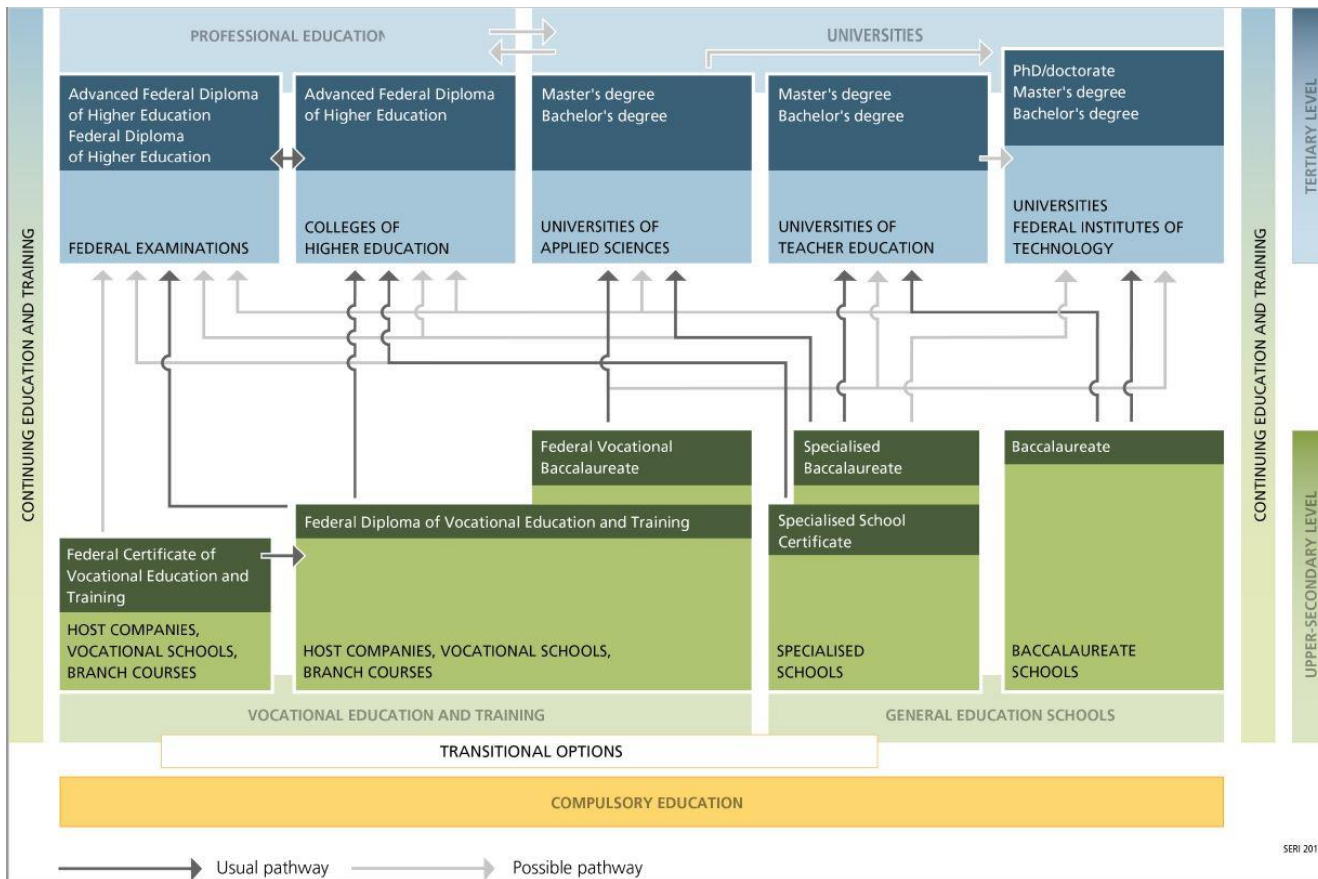 PROFESSIONAL EDUCATION
UNIVERSITIES
Advanced Federal Diploma
of Higher Education
Federal Diploma
of Higher Education
FEDERAL EXAMINATIONS
Advanced Federal Diploma
of Higher Education
COLLEGES OF
HIGHER EDUCATION
Master's degree
Bachelor's degree
UNIVERSITIES OF
APPLIED SCIENCES
Master's degree
Bachelor's degree
UNIVERSITIES OF
TEACHER EDUCATION
PhD/doctorate
Master's degree
Bachelor's degree
UNIVERSITIES
FEDERAL INSTITUTES OF
TECHNOLOGY
CONTINUING EDUCATION AND TRAINING
CONTINUING EDUCATION AND TRAINING
TERTIARY LEVEL
UPPER-SECONDARY LEVEL
Federal Vocational
Baccalaureate
Specialised
Baccalaureate
Baccalaureate
Federal Diploma of Vocational Education and Training
Specialised School
Certificate
Federal Certificate of
Vocational Education and
Training
HOST COMPANIES,
VOCATIONAL SCHOOLS,
BRANCH COURSES
HOST COMPANIES, VOCATIONAL SCHOOLS,
BRANCH COURSES
SPECIALISED
SCHOOLS
BACCALAUREATE
SCHOOLS
VOCATIONAL EDUCATION AND TRAINING
GENERAL EDUCATION SCHOOLS
TRANSITIONAL OPTIONS
COMPULSORY EDUCATION
SERI 201
Usual pathway
Possible pathway